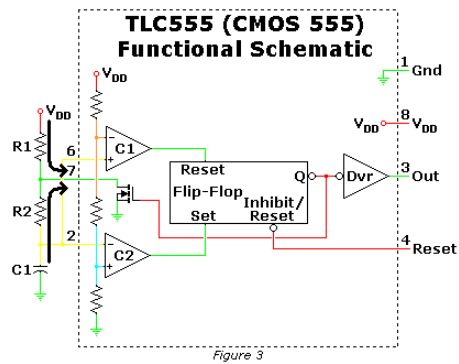 TLC555 (CMOS 555)
Functional Schematic
1
Gnd
VDD
VDD
8
VDD
VDD
R1
6
7
C1
Reset
Q
Flip-Flop
Inhibit/
Reset
Set
Dvr
3
Out
R2
2
C2
4
Reset
C1
Figure 3